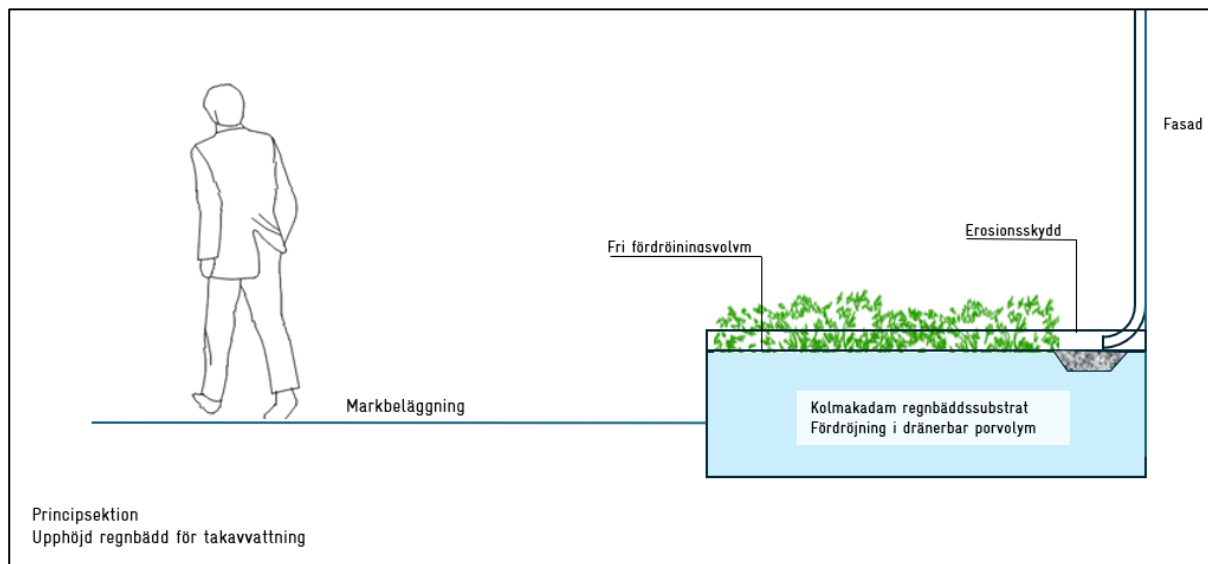 Fasad
Erosionsskydd
Fri fördröjningsvolym
Markbeläggning
Kolmakadam regnbäddssubstrat
Fördröjning i dränerbar porvolym
Principsektion
Upphöjd regnbädd för takavvattning